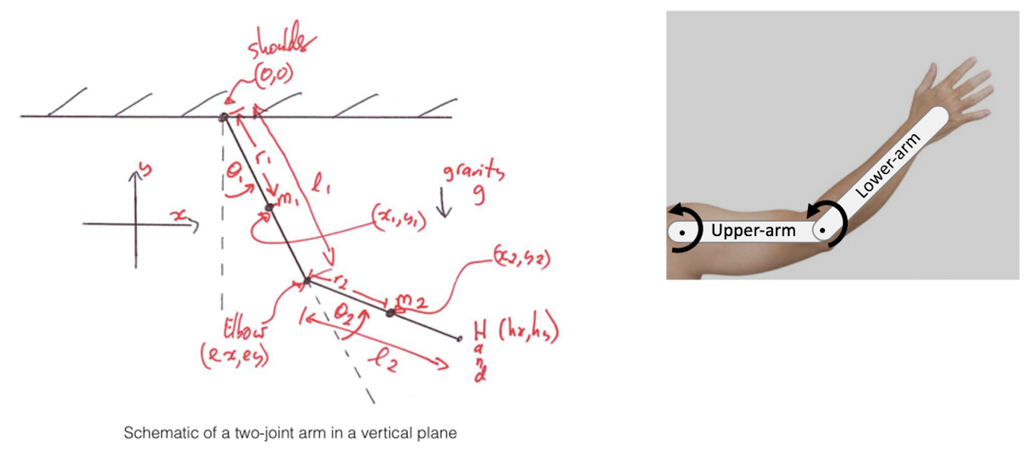 shoulder
(0,0)
r1
θ1
l1
m1
gravity
g
y
x
(x1,y1)
(x2,y2)
r2
m2
θ2
Elbow
(ex,ey)
l2
Hand (hx,hy)
Schematic of a two-joint arm in a vertical plane
Upper-arm
Lower-arm